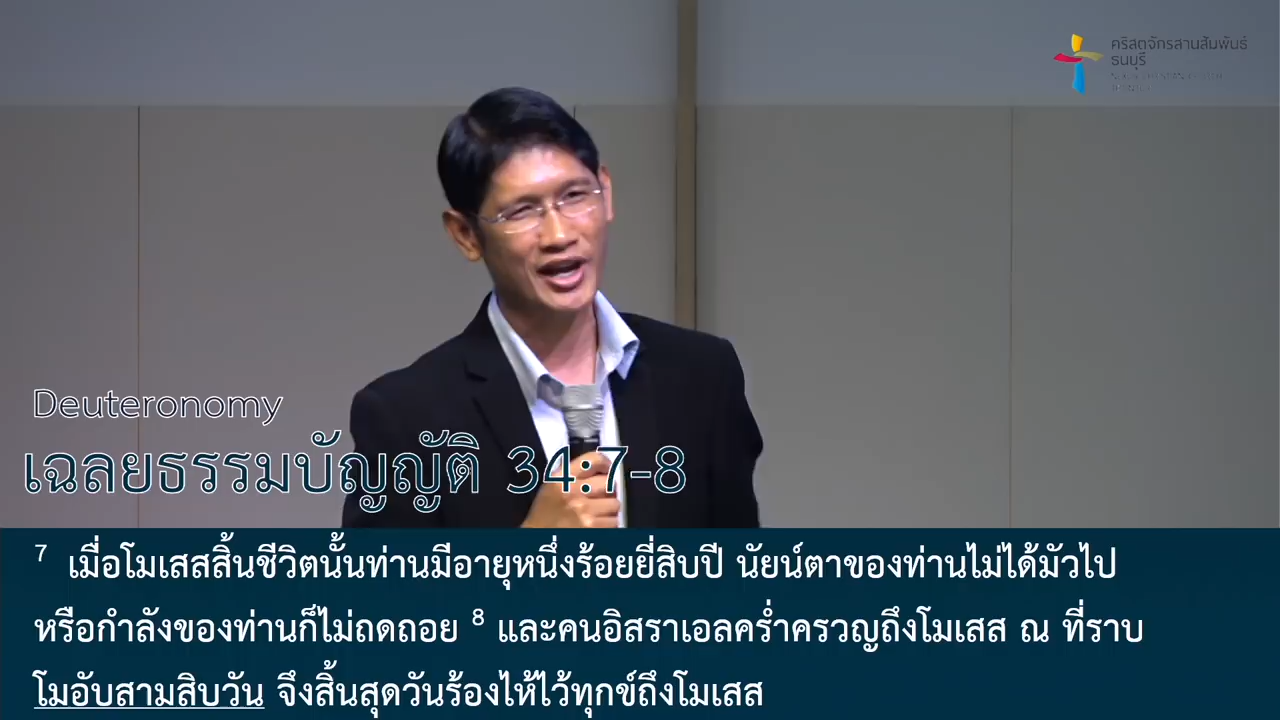 คริสตจักรสานสัมพันธ์
ธนบุรี
Deuteronomy
เฉลยธรรมบัญญัติ 34:7-8
7 เมื่อโมเสสสิ้นชีวิตนั้นท่านมีอายุหนึ่งร้อยยี่สิบปี นัยน์ตาของท่านไม่ได้มัวไป
หรือกำลังของท่านก็ไม่ถดถอย 8 และคนอิสราเอลคร่ำครวญถึงโมเสส ณ ที่ราบ
โมอับสามสิบวัน จึงสิ้นสุดวันร้องไห้ไว้ทุกข์ถึงโมเสส